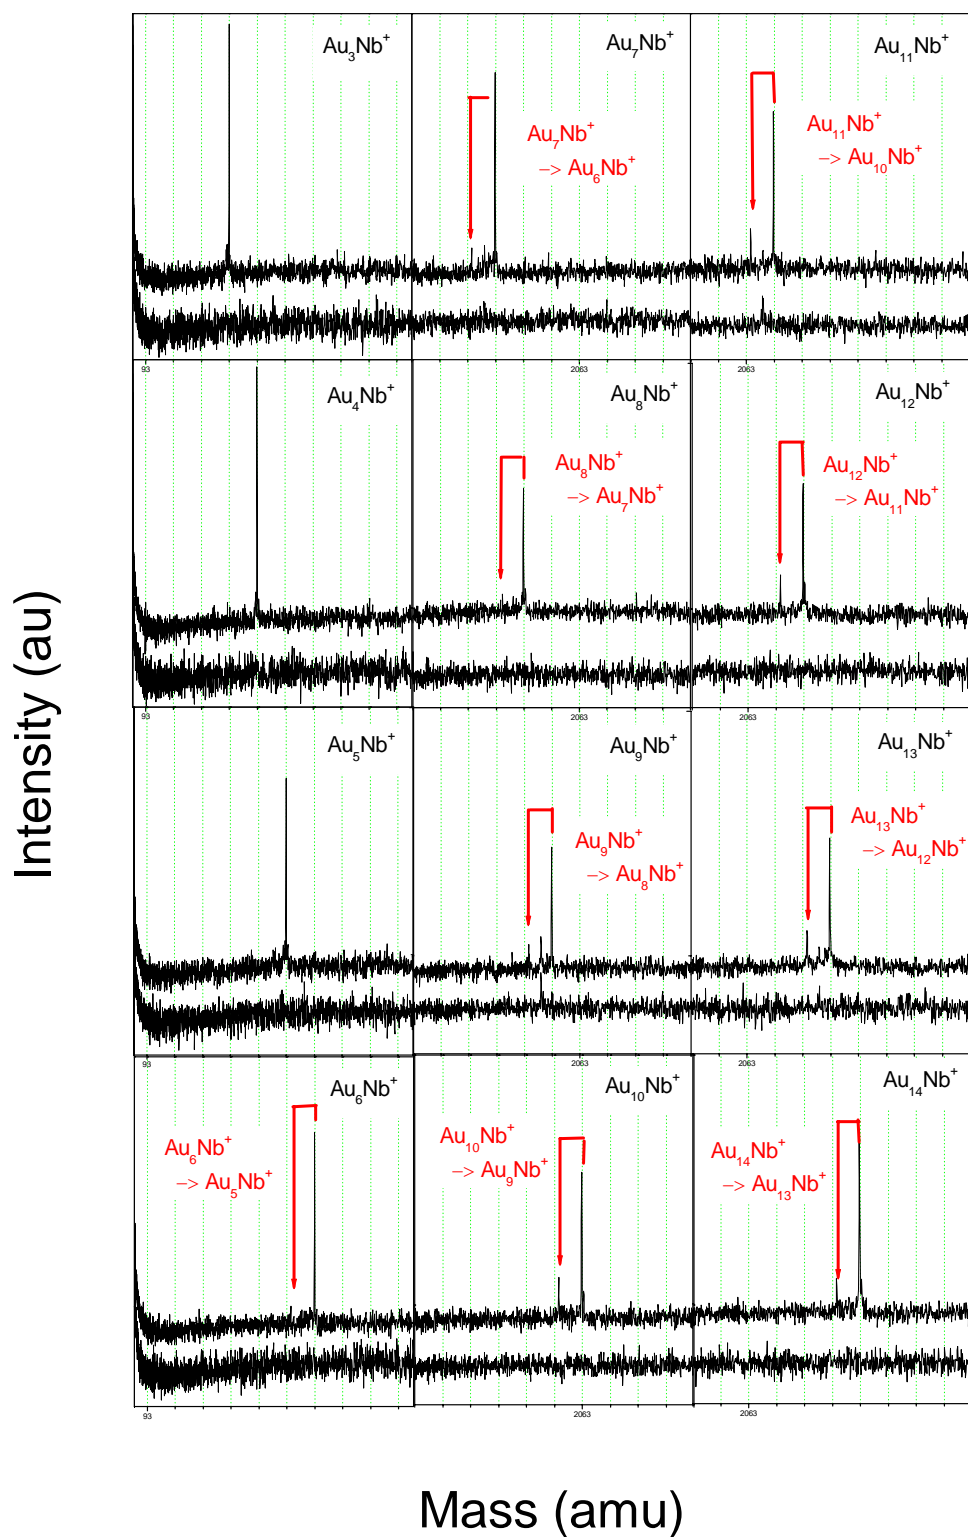 Au3Nb+
Au7Nb+
Au7Nb+
–> Au6Nb+
Au11Nb+
Au11Nb+
–> Au10Nb+
93
2063
2063
Au4Nb+
Au8Nb+
Au8Nb+
–> Au7Nb+
Au12Nb+
Au12Nb+
–> Au11Nb+
93
2063
2063
Au5Nb+
Au9Nb+
Au9Nb+
–> Au8Nb+
Au13Nb+
Au13Nb+
–> Au12Nb+
93
2063
2063
Au6Nb+
Au6Nb+
–> Au5Nb+
Au10Nb+
Au10Nb+
–> Au9Nb+
Au14Nb+
Au14Nb+
–> Au13Nb+
93
2063
2063
Intensity (au)
Mass (amu)